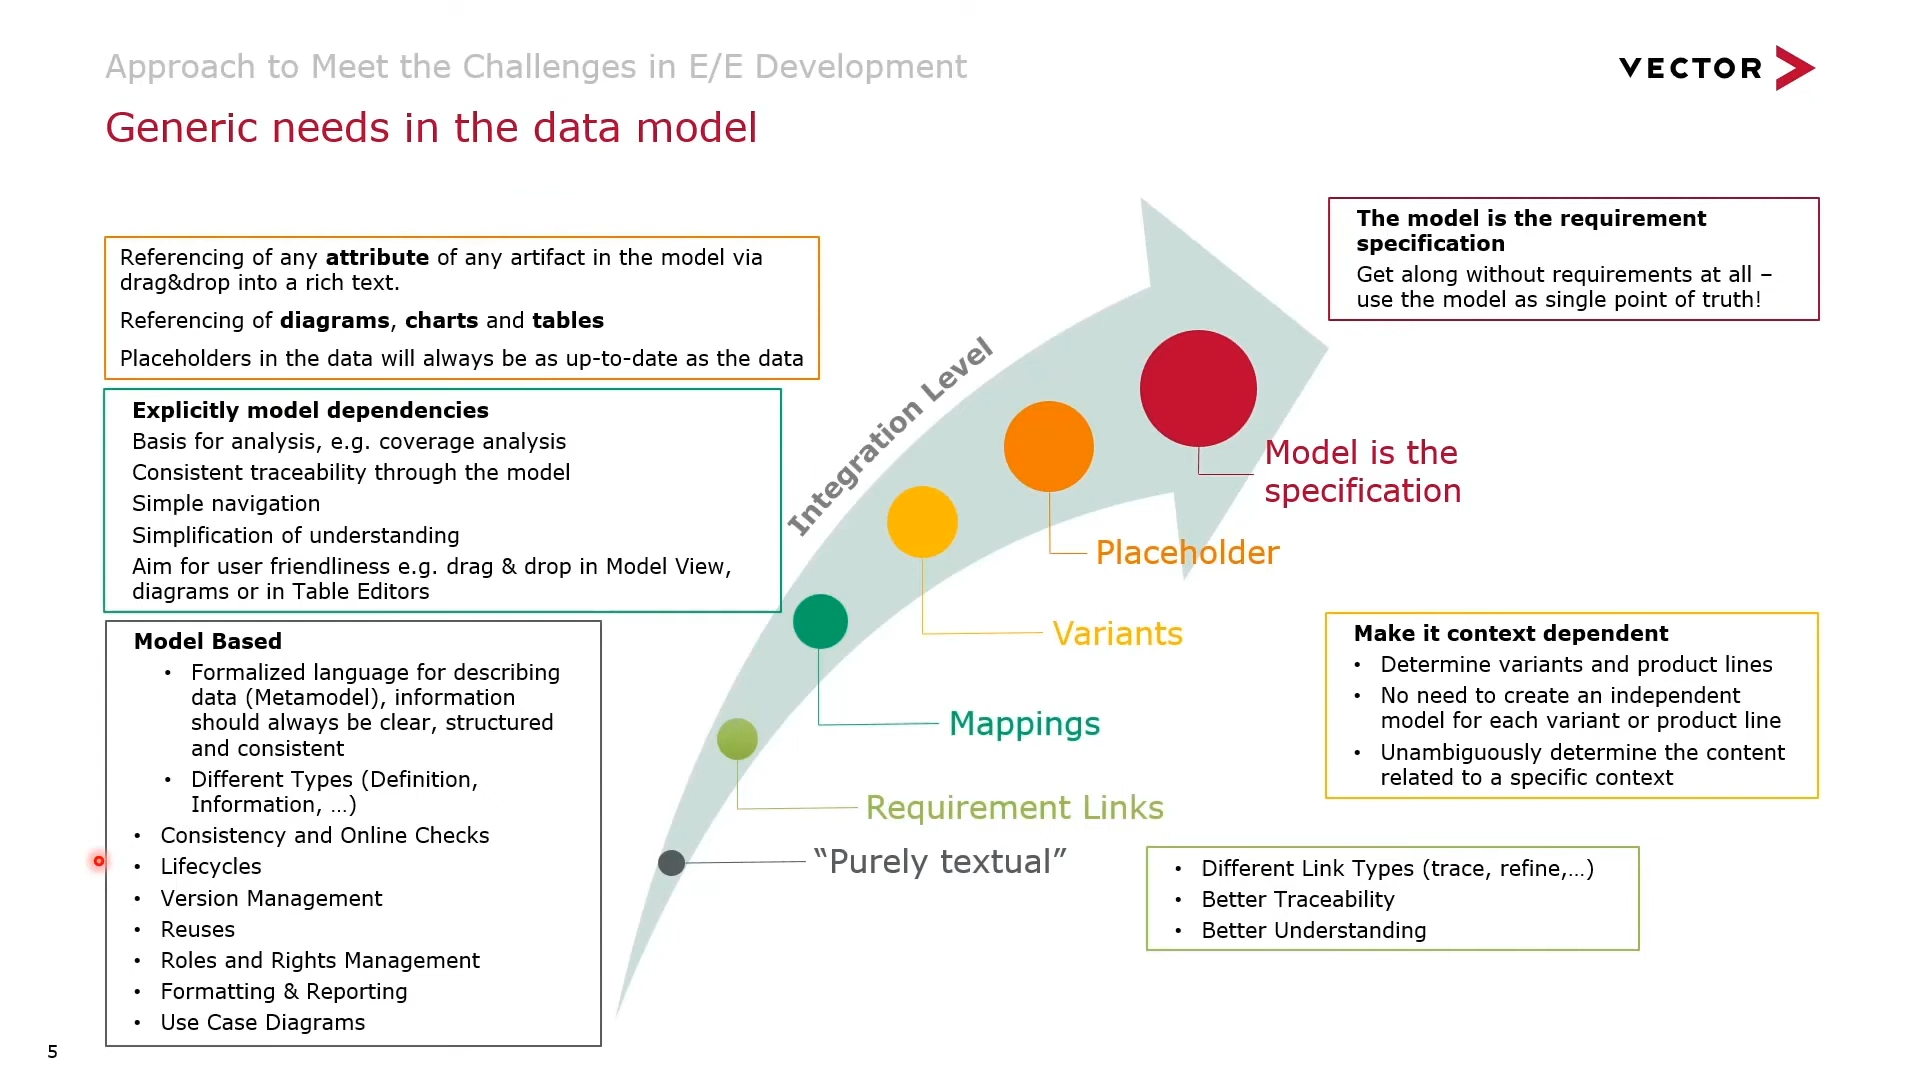 Approach to Meet the Challenges in E/E Development
VECTOR
Generic needs in the data model
Referencing of any attribute of any artifact in the model via
drag&drop into a rich text.
Referencing of diagrams, charts and tables
Placeholders in the data will always be as up-to-date as the data
Explicitly model dependencies
Basis for analysis, e.g. coverage analysis
Consistent traceability through the model
Simple navigation
Simplification of understanding
Aim for user friendliness e.g. drag & drop in Model View,
diagrams or in Table Editors
Model Based
• Formalized language for describing
data (Metamodel), information
should always be clear, structured
and consistent
• Different Types (Definition,
Information, ...)
• Consistency and Online Checks
• Lifecycles
• Version Management
• Reuses
• Roles and Rights Management
• Formatting & Reporting
• Use Case Diagrams
Integration Level
The model is the requirement
specification
Get along without requirements at all –
use the model as single point of truth!
Model is the
specification
Placeholder
Variants
Mappings
Requirement Links
“Purely textual”
Make it context dependent
• Determine variants and product lines
• No need to create an independent
model for each variant or product line
• Unambiguously determine the content
related to a specific context
• Different Link Types (trace, refine,...)
• Better Traceability
• Better Understanding
5